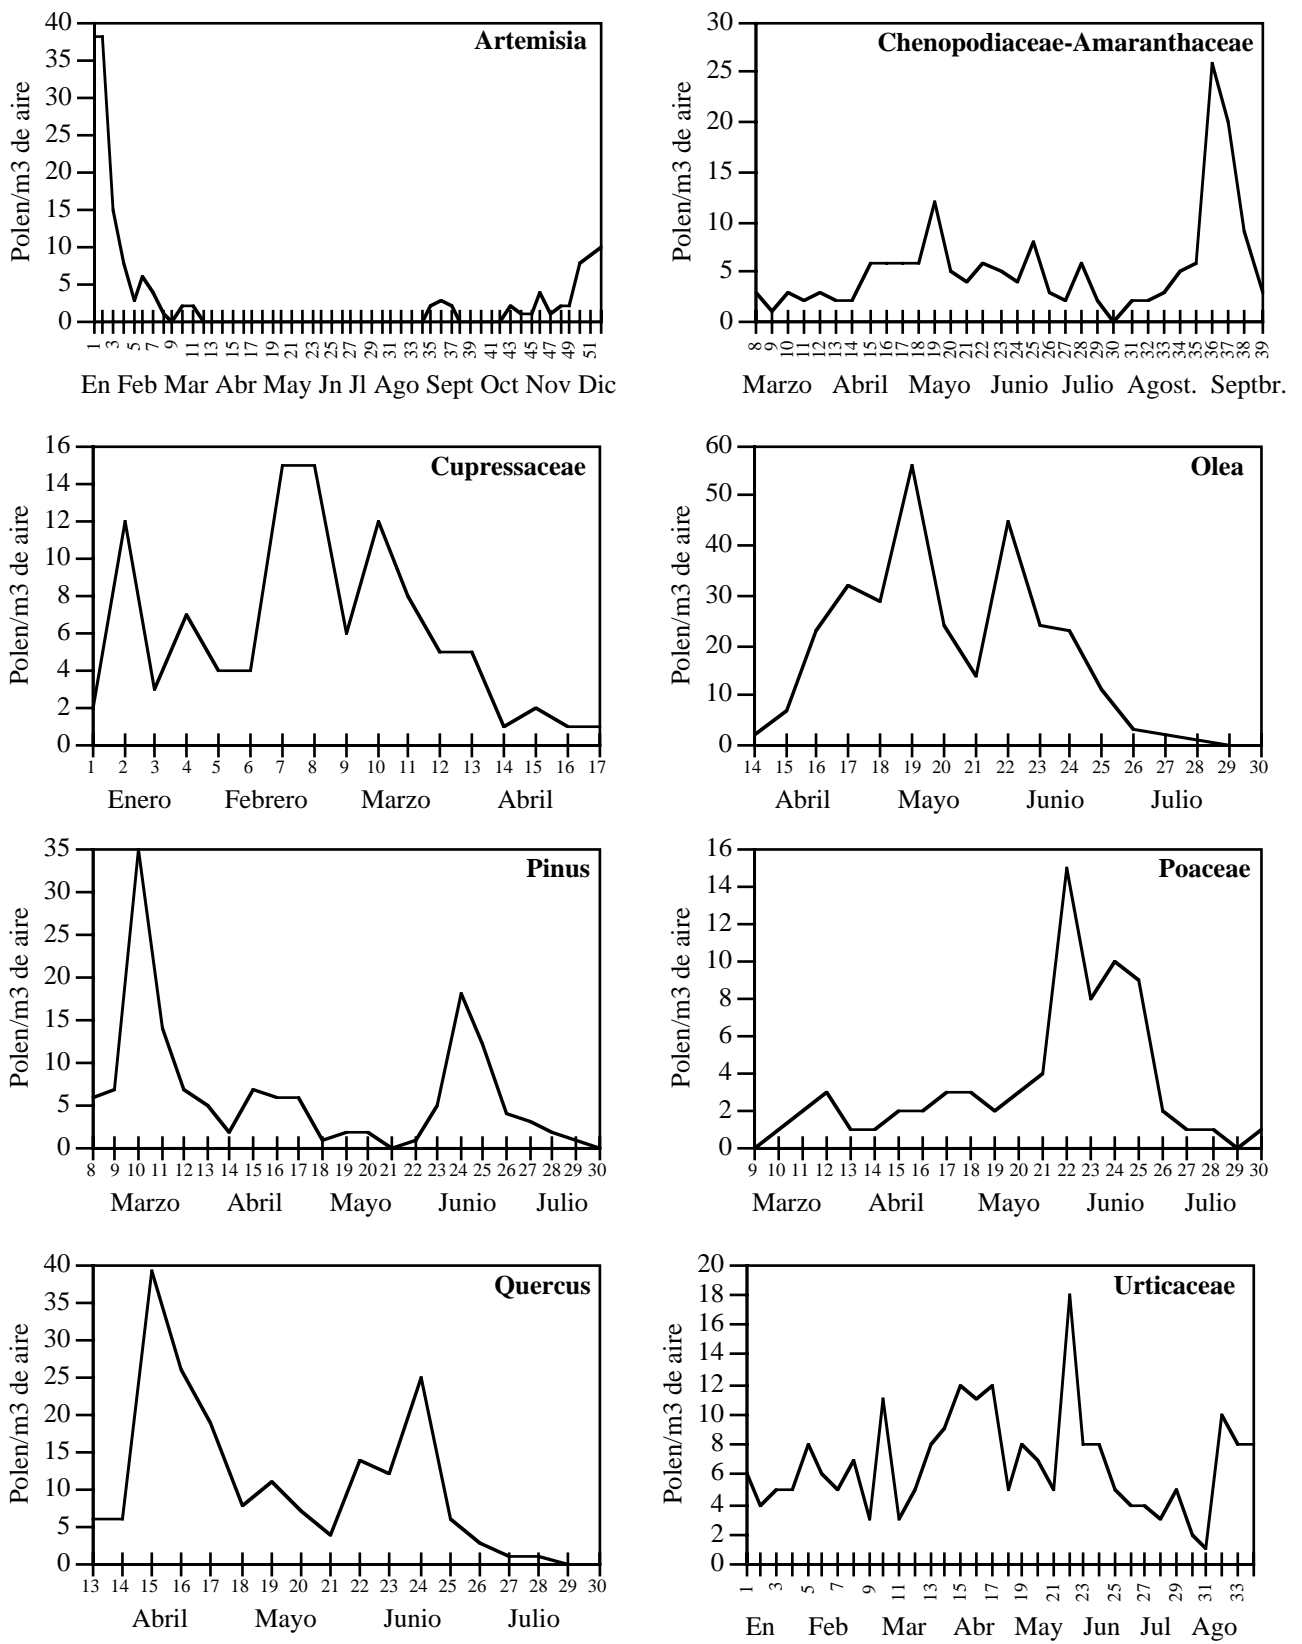 Artemisia
Polen/m3 de aire
40
35
30
25
20
15
10
5
0
1 3 5 7 9 11 13 15 17 19 21 23 25 27 29 31 33 35 37 39 41 43 45 47 49 51
En Feb Mar Abr May Jn Jl Ago Sept Oct Nov Dic
Chenopodiaceae-Amaranthaceae
Polen/m3 de aire
30
25
20
15
10
5
0
8 9 10 11 12 13 14 15 16 17 18 19 20 21 22 23 24 25 26 27 28 29 30 31 32 33 34 35 36 37 38 39
Marzo Abril Mayo Junio Julio Agost. Septbr.
Cupressaceae
Polen/m3 de aire
16
14
12
10
8
6
4
2
0
1 2 3 4 5 6 7 8 9 10 11 12 13 14 15 16 17
Enero Febrero Marzo Abril
Olea
Polen/m3 de aire
60
50
40
30
20
10
0
14 15 16 17 18 19 20 21 22 23 24 25 26 27 28 29 30
Abril Mayo Junio Julio
Pinus
Polen/m3 de aire
35
30
25
20
15
10
5
0
8 9 10 11 12 13 14 15 16 17 18 19 20 21 22 23 24 25 26 27 28 29 30
Marzo Abril Mayo Junio Julio
Poaceae
Polen/m3 de aire
16
14
12
10
8
6
4
2
0
9 10 11 12 13 14 15 16 17 18 19 20 21 22 23 24 25 26 27 28 29 30
Marzo Abril Mayo Junio Julio
Quercus
Polen/m3 de aire
40
35
30
25
20
15
10
5
0
13 14 15 16 17 18 19 20 21 22 23 24 25 26 27 28 29 30
Abril Mayo Junio Julio
Urticaceae
Polen/m3 de aire
20
18
16
14
12
10
8
6
4
2
0
1 3 5 7 9 11 13 15 17 19 21 25 27 29 31 33
En Feb Mar Abr May Jun Jul Ago